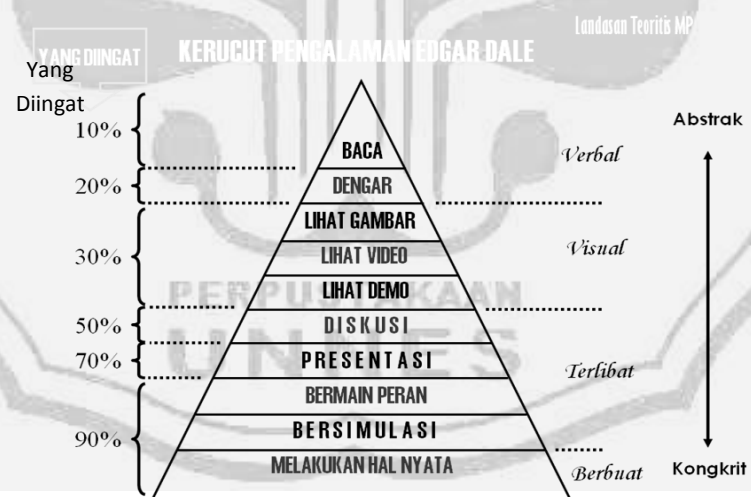 Landasan Teoritis MP
YANG DIINGAT
KERUCUT PENGALAMAN EDGAR DALE
Yang
Diingat
10%
BACA
Verbal
Abstrak
20%
DENGAR
30%
LIHAT GAMBAR
LIHAT VIDEO
Visual
LIHAT DEMO
PERPUSTAKAAN
UNNES
50%
DISKUSI
70%
PRESENTASI
Terlibat
90%
BERMAIN PERAN
BERSIMULASI
MELAKUKAN HAL NYATA
Berbuat
Kongkrit